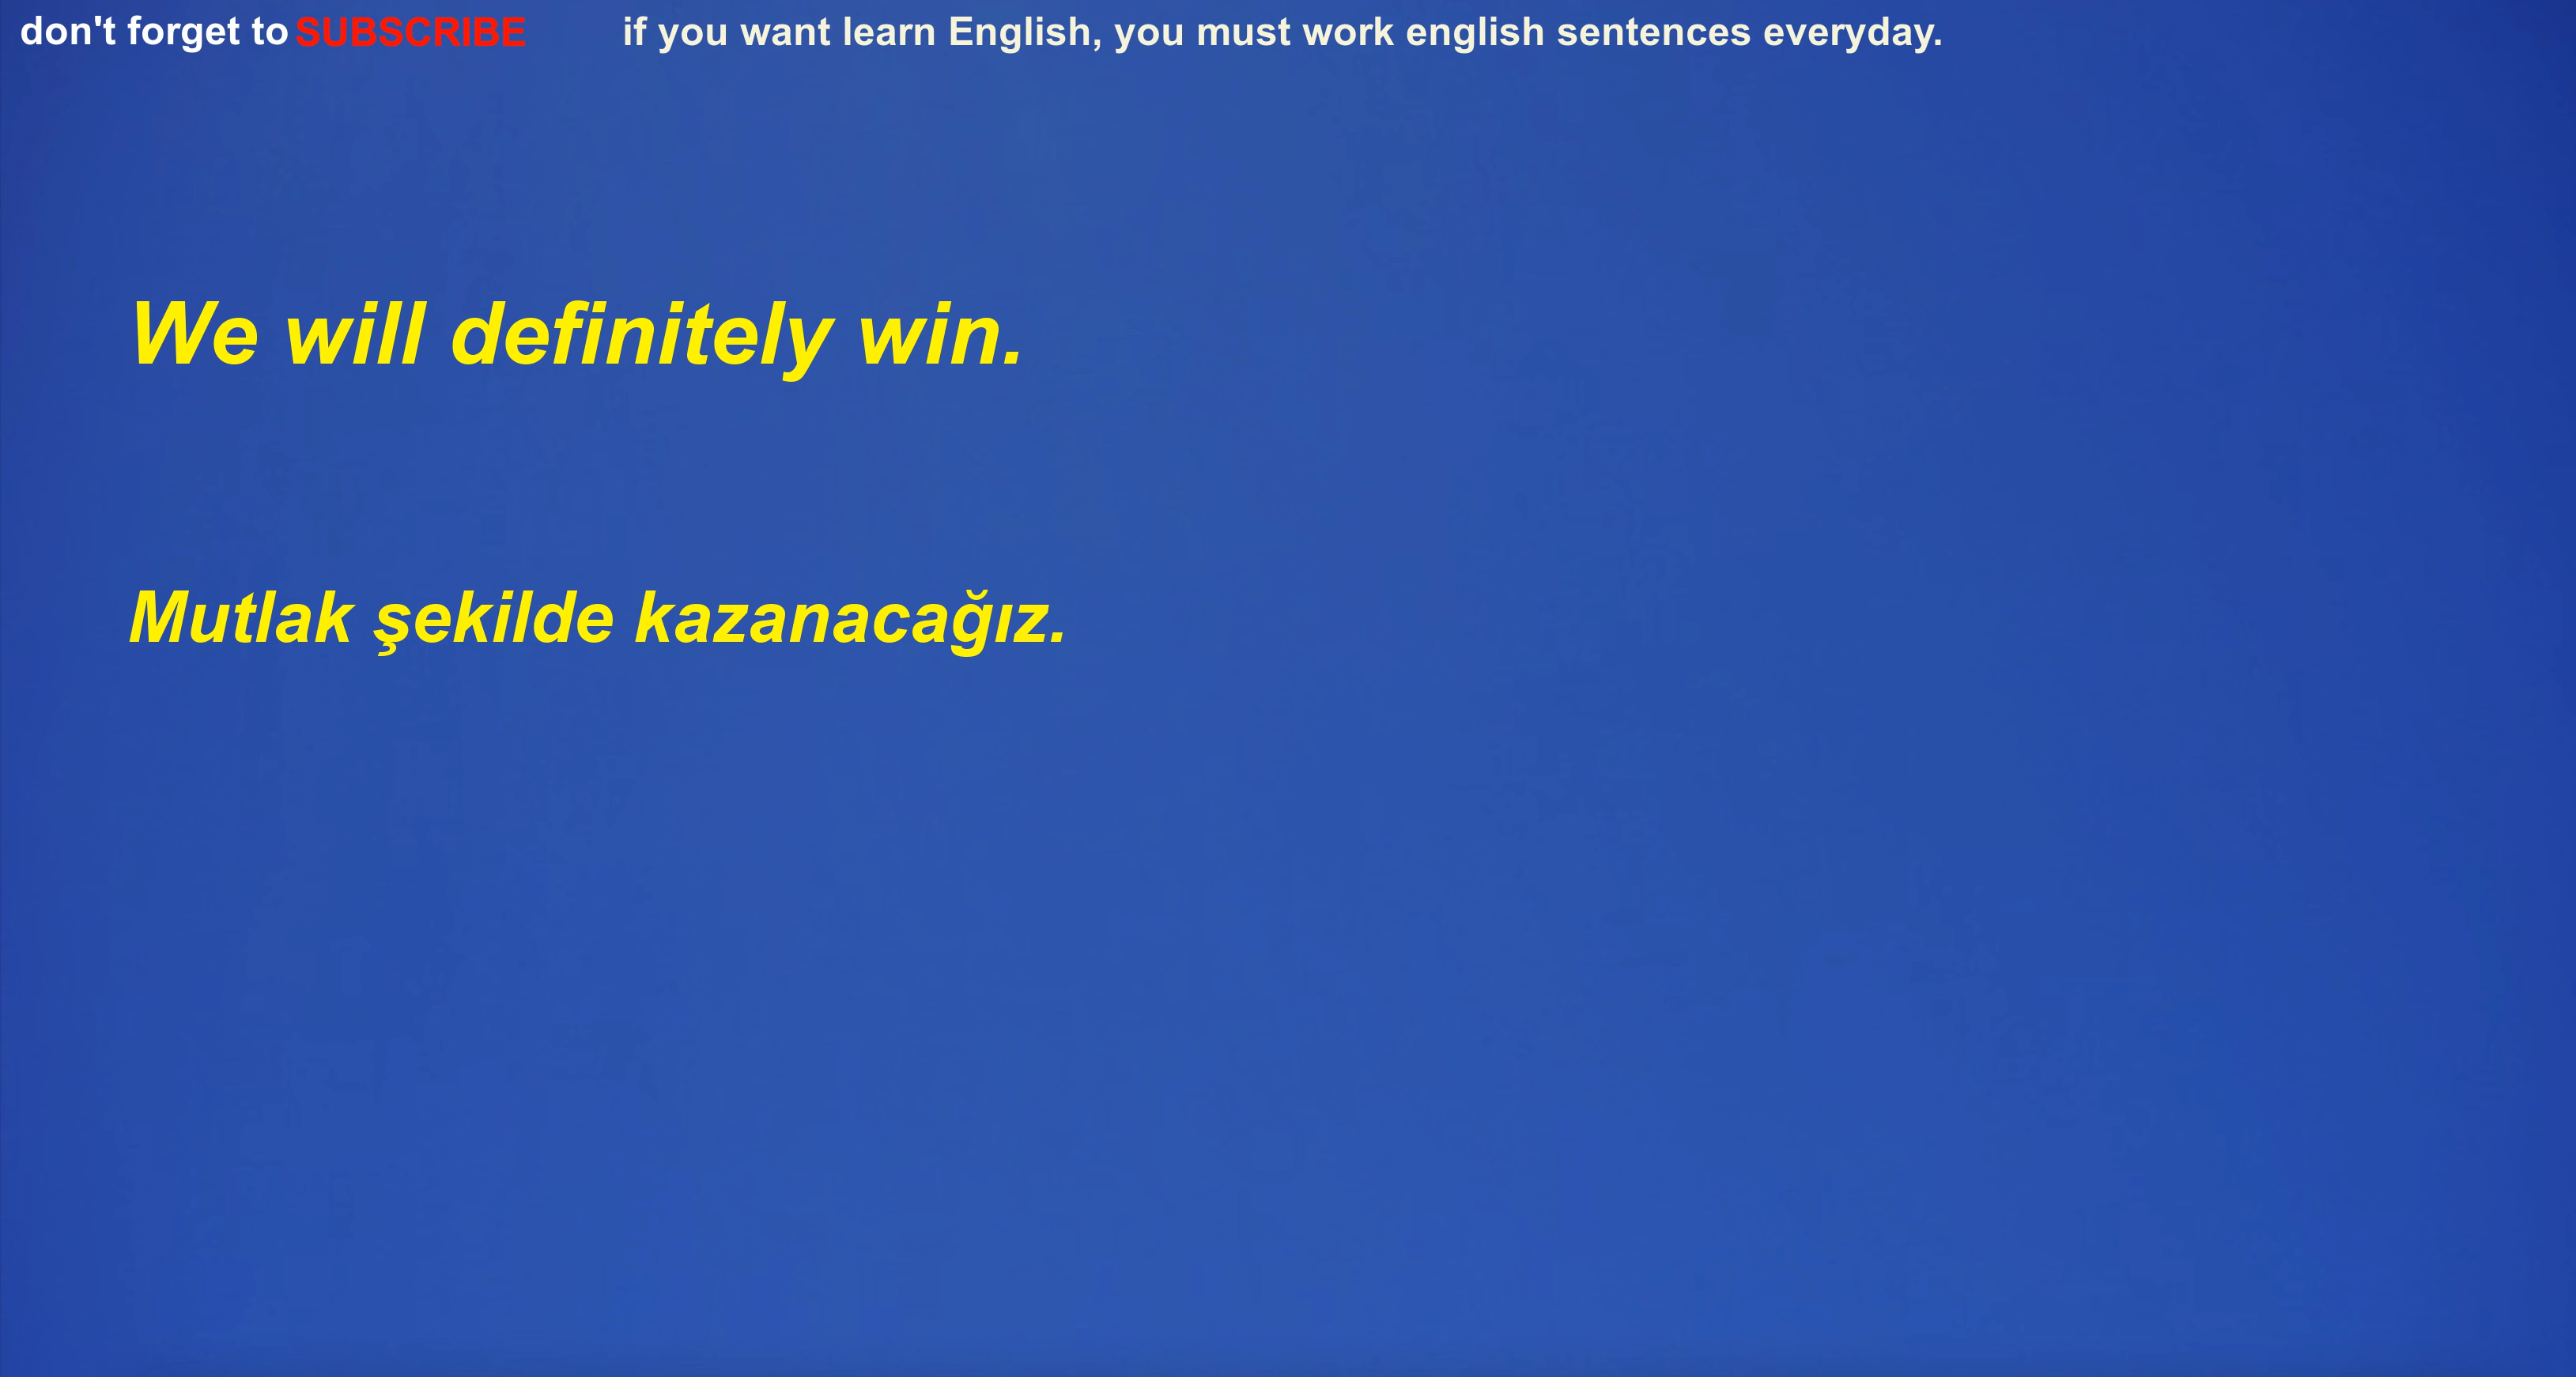 don't forget to SUBSCRIBE if you want learn English, you must work english sentences everyday.
We will definitely win.
Mutlak şekilde kazanacağız.